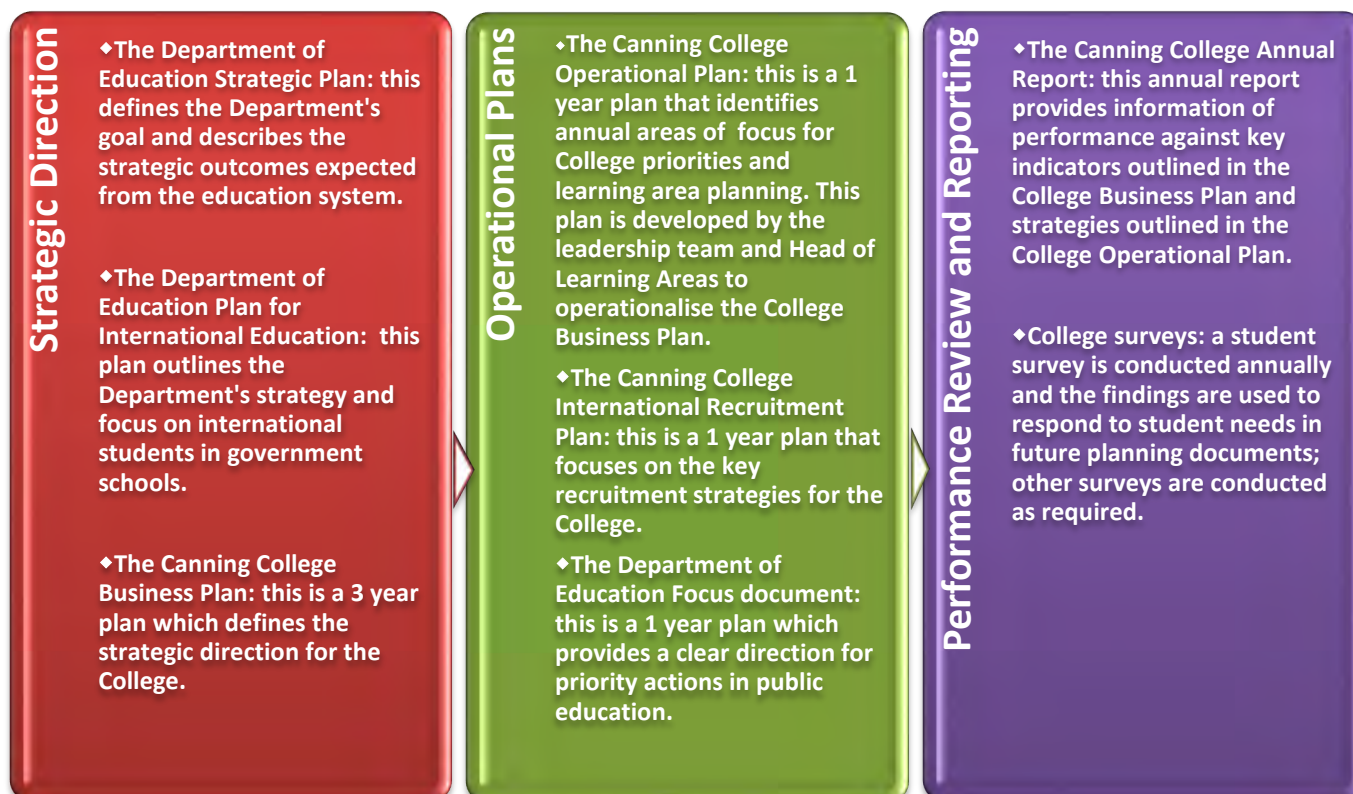 Strategic Direction
◆The Department of
Education Strategic Plan: this
defines the Department's
goal and describes the
strategic outcomes expected
from the education system.
◆The Department of
Education Plan for
International Education:  this
plan outlines the
Department's strategy and
focus on international
students in government
schools.
◆The Canning College
Business Plan: this is a 3 year
plan which defines the
strategic direction for the
College.
Operational Plans
◆The Canning College
Operational Plan: this is a 1
year plan that identifies
annual areas of  focus for
College priorities and
learning area planning. This
plan is developed by the
leadership team and Head of
Learning Areas to
operationalise the College
Business Plan.
◆The Canning College
International Recruitment
Plan: this is a 1 year plan that
focuses on the key
recruitment strategies for the
College.
◆The Department of
Education Focus document:
this is a 1 year plan which
provides a clear direction for
priority actions in public
education.
Performance Review and Reporting
◆The Canning College Annual
Report: this annual report
provides information of
performance against key
indicators outlined in the
College Business Plan and
strategies outlined in the
College Operational Plan.
◆College surveys: a student
survey is conducted annually
and the findings are used to
respond to student needs in
future planning documents;
other surveys are conducted
as required.